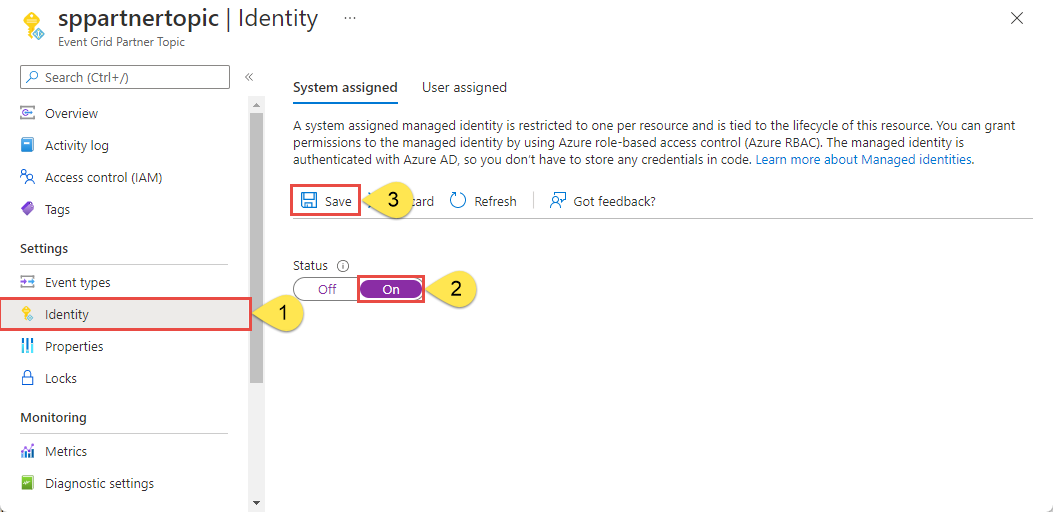 sppartnertopic | Identity ...
Event Grid Partner Topic
Search (Ctrl+/)
«
Overview
Activity log
Access control (IAM)
Tags
Settings
Event types
Identity
1
Properties
Locks
Monitoring
Metrics
Diagnostic settings
System assigned User assigned
A system assigned managed identity is restricted to one per resource and is tied to the lifecycle of this resource. You can grant
permissions to the managed identity by using Azure role-based access control (Azure RBAC). The managed identity is
authenticated with Azure AD, so you don't have to store any credentials in code. Learn more about Managed identities.
Save 3 card Refresh Got feedback?
Status
Off On 2